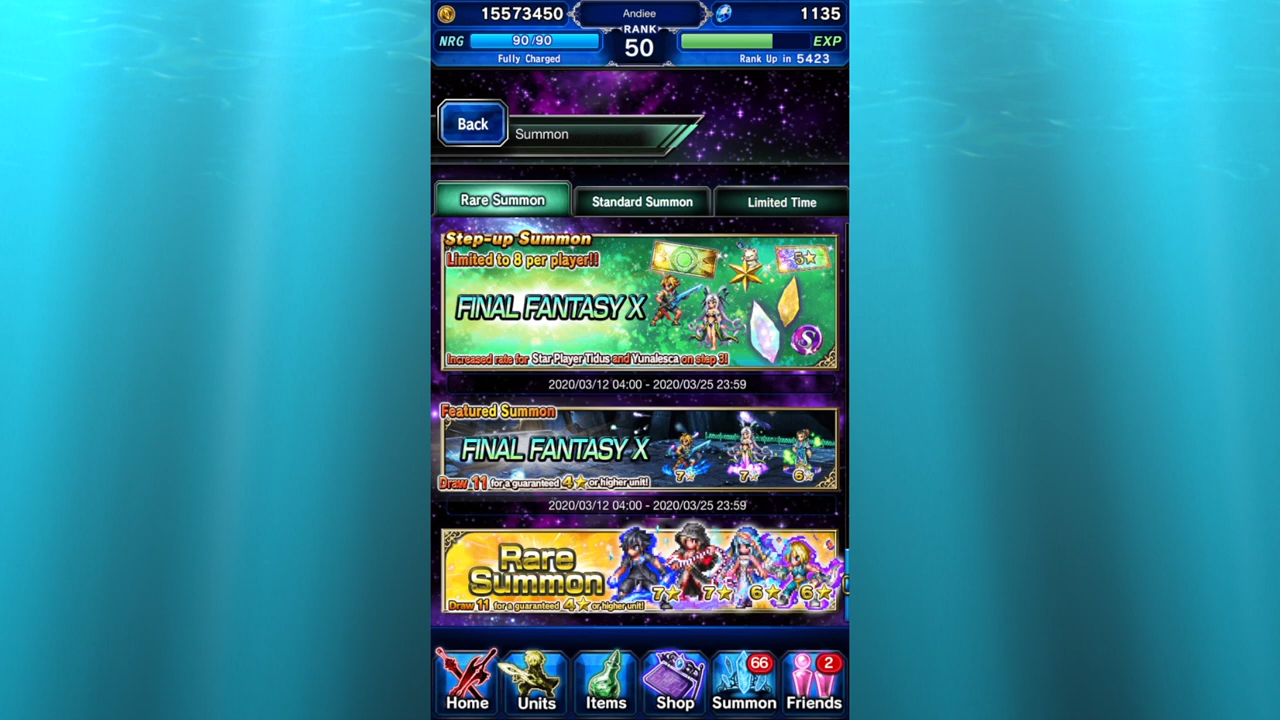 15573450
Andiee
1135
NRG 90/90
RANK
50
EXP
Fully Charged
Rank Up in 5423
Back
Summon
Rare Summon
Standard Summon
Limited Time
Step-up Summon
Limited to 8 per player!!
5★
FINAL FANTASY X
S
Increased rate for Star Player Tidus and Yunalesca on step 3!
2020/03/12 04:00 - 2020/03/25 23:59
Featured Summon
FINAL FANTASY X
7★ 7★ 6★
Draw 11 for a guaranteed 4★ or higher unit!
2020/03/12 04:00 - 2020/03/25 23:59
Rare
Summon
7★ 7★ 6★ 6★
Draw 11 for a guaranteed 4★ or higher unit!
66
2
Home
Units
Items
Shop
Summon
Friends